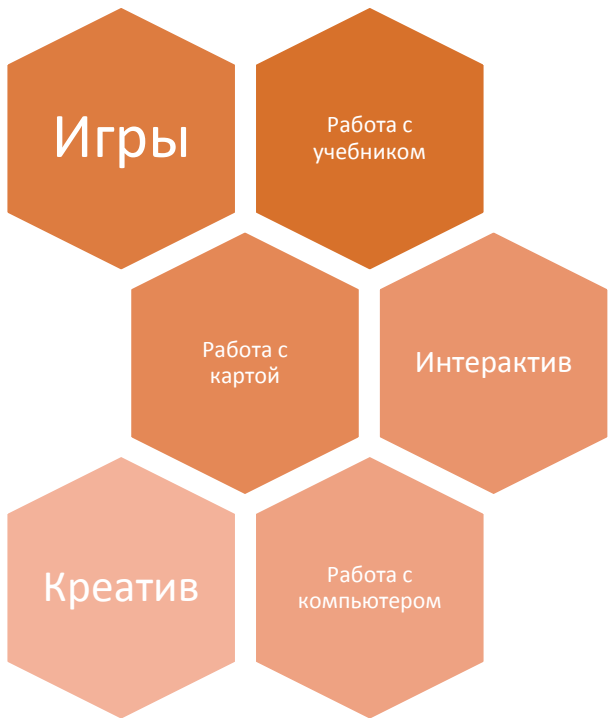 Игры
Работа с
учебником
Работа с
картой
Интерактив
Креатив
Работа с
компьютером